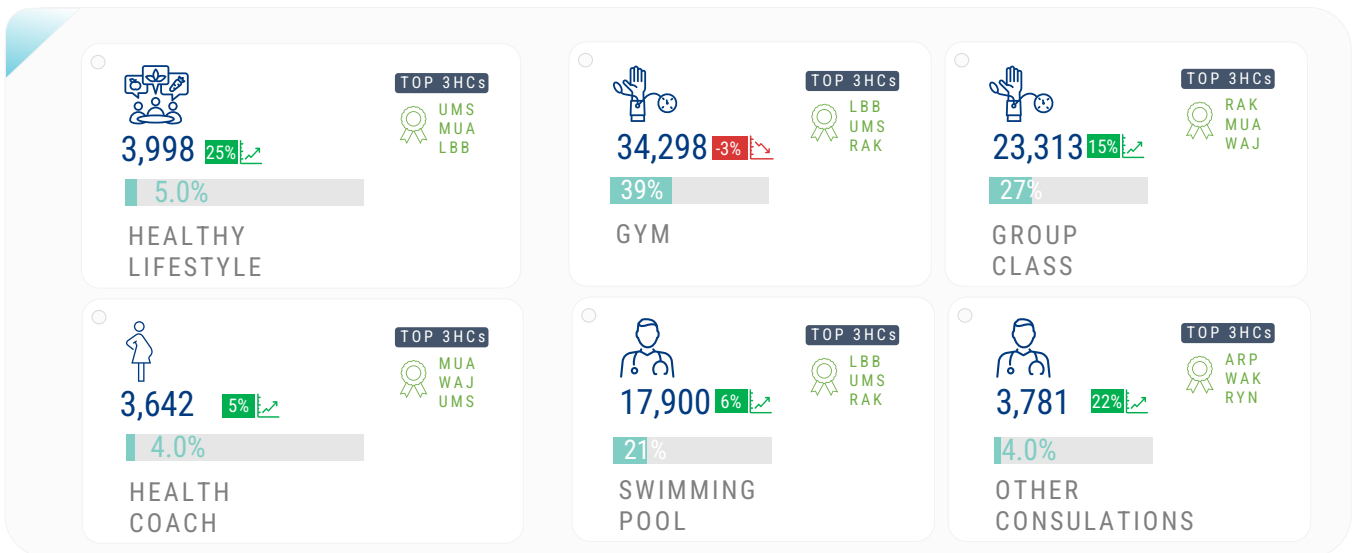 TOP 3HCs
UMS
MUA
LBB
3,998 25%
5.0%
HEALTHY
LIFESTYLE
TOP 3HCs
LBB
UMS
RAK
34,298 -3%
39%
GYM
TOP 3HCs
RAK
MUA
WAJ
23,313 15%
27%
GROUP
CLASS
TOP 3HCs
MUA
WAJ
UMS
3,642 5%
4.0%
HEALTH
COACH
TOP 3HCs
LBB
UMS
RAK
17,900 6%
21%
SWIMMING
POOL
TOP 3HCs
ARP
WAK
RYN
3,781 22%
4.0%
OTHER
CONSULATIONS